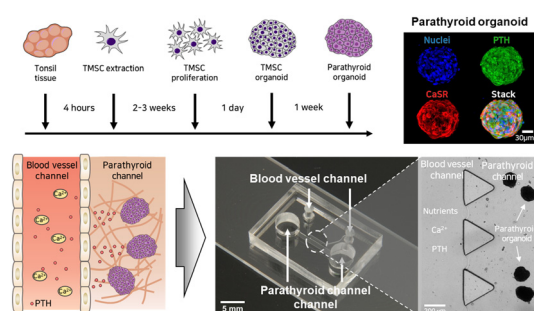 Parathyroid organoid
Nuclei
PTH
CaSR
Stack
30μm
Tonsil
tissue
TMSC extraction
TMSC
proliferation
TMSC
organoid
Parathyroid
organoid
4 hours
2-3 weeks
1 day
1 week
Blood vessel
channel
Parathyroid
channel
Ca²⁺
Ca²⁺
Ca²⁺
Ca²⁺
Ca²⁺
PTH
Blood vessel channel
Parathyroid channel
channel
5 mm
Blood vessel
channel
Parathyroid
channel
Nutrients
Ca²⁺
PTH
Parathyroid
organoid
200 μm